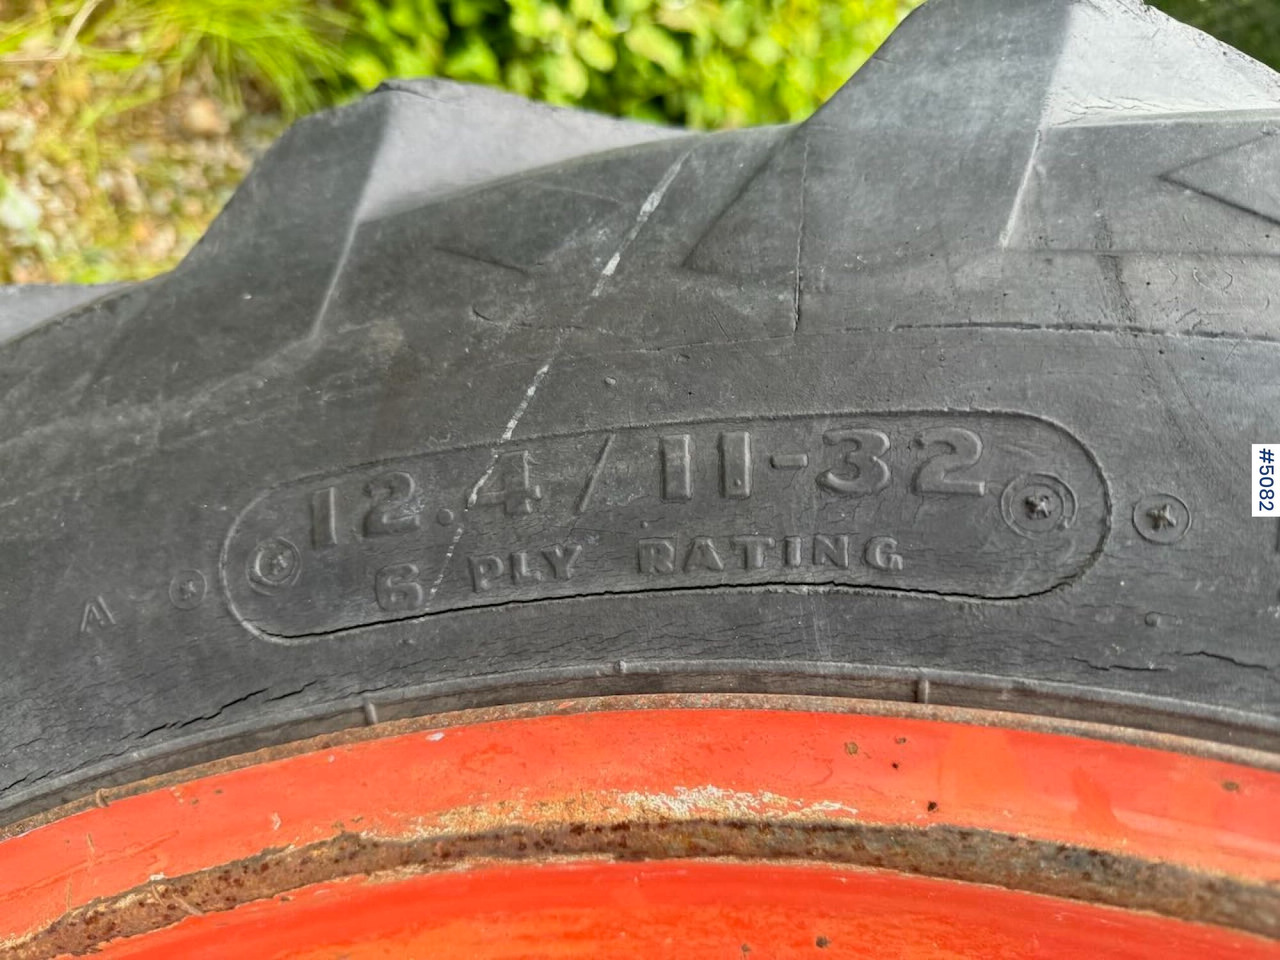 12.4/11-32
6 PLY RATING
A
#5082